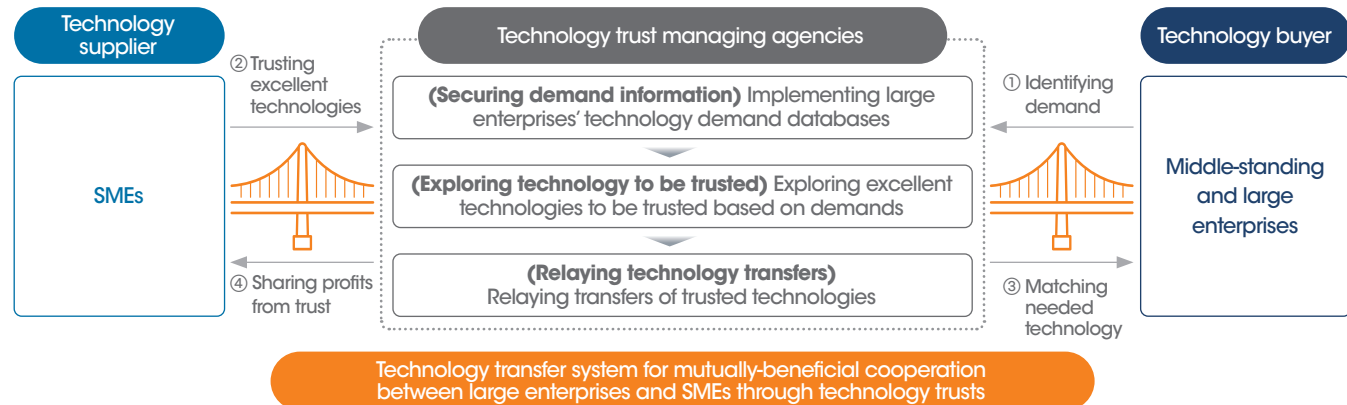 Technology
supplier
Technology trust managing agencies
Technology buyer
② Trusting
excellent
technologies
(Securing demand information) Implementing large
enterprises’ technology demand databases
① Identifying
demand
SMEs
(Exploring technology to be trusted) Exploring excellent
technologies to be trusted based on demands
Middle-standing
and large
enterprises
④ Sharing profits
from trust
(Relaying technology transfers)
Relaying transfers of trusted technologies
③ Matching
needed
technology
Technology transfer system for mutually-beneficial cooperation
between large enterprises and SMEs through technology trusts